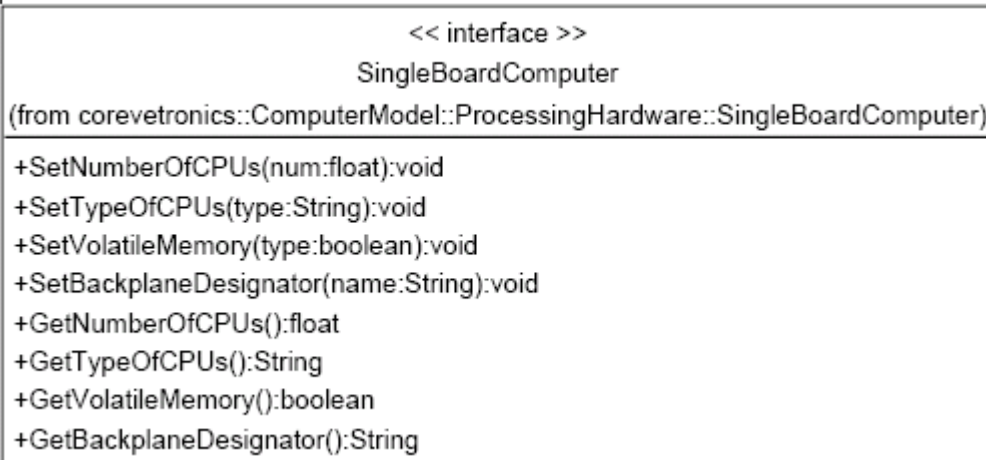 << interface >>
SingleBoardComputer
(from corevetronics::ComputerModel::ProcessingHardware::SingleBoardComputer)
+SetNumberOfCPUs(num:float):void
+SetTypeOfCPUs(type:String):void
+SetVolatileMemory(type:boolean):void
+SetBackplaneDesignator(name:String):void
+GetNumberOfCPUs():float
+GetTypeOfCPUs():String
+GetVolatileMemory():boolean
+GetBackplaneDesignator():String